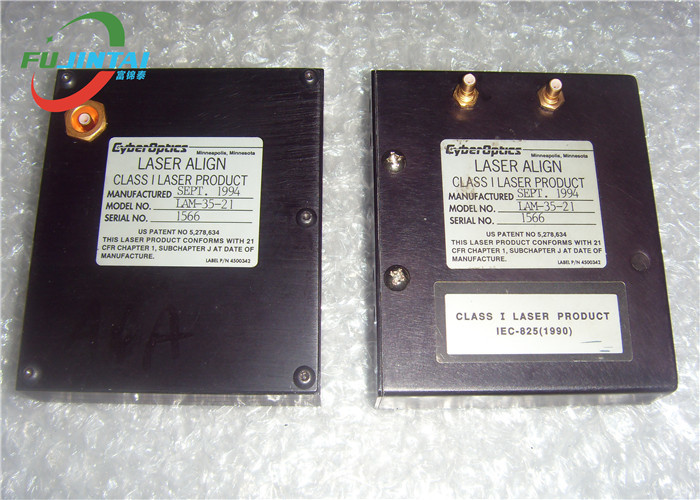 FUJINTAI
富锦泰
CyberOptics
Minneapolis, Minnesota
LASER ALIGN
CLASS I LASER PRODUCT
MANUFACTURED SEPT. 1994
MODEL NO. LAM-35-21
SERIAL NO. 1566
US PATENT NO 5,278,634
THIS LASER PRODUCT CONFORMS WITH 21
CFR CHAPTER 1, SUBCHAPTER J AT DATE OF
MANUFACTURE.
LABEL P/N 4500342
CyberOptics
Minneapolis, Minnesota
LASER ALIGN
CLASS I LASER PRODUCT
MANUFACTURED SEPT. 1994
MODEL NO. LAM-35-21
SERIAL NO. 1566
US PATENT NO 5,278,634
THIS LASER PRODUCT CONFORMS WITH 21
CFR CHAPTER 1, SUBCHAPTER J AT DATE OF
MANUFACTURE.
LABEL P/N 4500342
CLASS I LASER PRODUCT
IEC-825(1990)